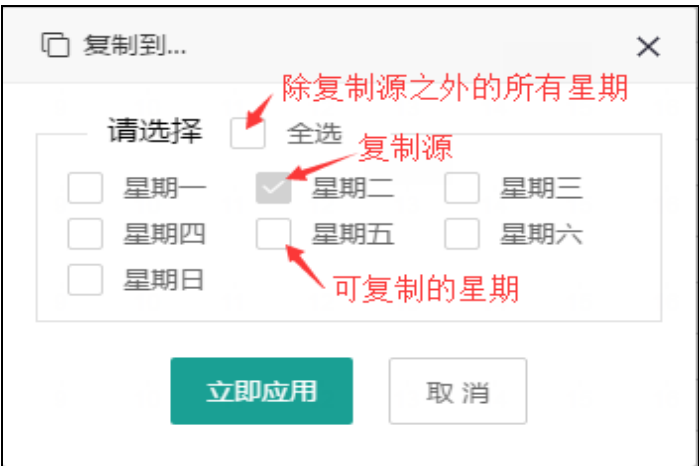 复制到...
除复制源之外的所有星期
请选择 全选
复制源
星期一 星期二 星期三
星期四 星期五 星期六
星期日
可复制的星期
立即应用 取消